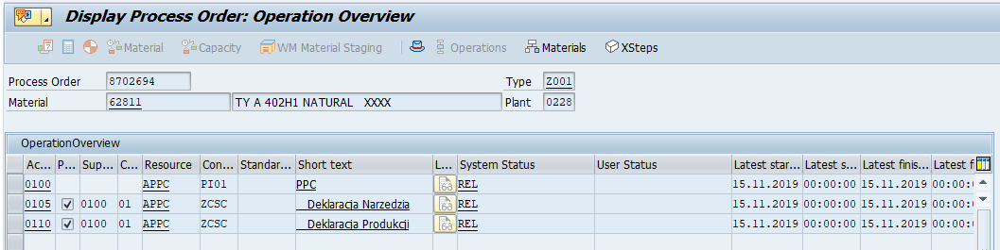 Display Process Order: Operation Overview
Material Capacity WM Material Staging Operations Materials XSteps
Process Order 8702694 Type Z001
Material 62811 TY A 402H1 NATURAL XXXX Plant 0228
OperationOverview
Ac... P... Sup... C... Resource Con... Standar... Short text L... System Status User Status Latest star... Latest s... Latest finis... Latest f
0100 APPC PI01 PPC REL 15.11.2019 00:00:00 15.11.2019 00:00:0
0105 0100 01 APPC ZCSC Deklaracja Narzedzia REL 15.11.2019 00:00:00 15.11.2019 00:00:0
0110 0100 01 APPC ZCSC Deklaracja Produkcji REL 15.11.2019 00:00:00 15.11.2019 00:00:0